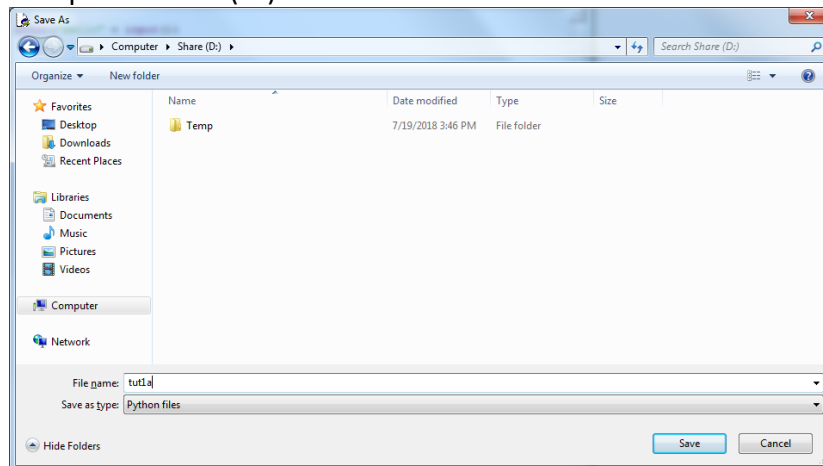 Save As
Computer ▸ Share (D:) ▸
Search Share (D:)
Organize ▾ New folder
Name Date modified Type Size
Favorites
Desktop
Downloads
Recent Places
Temp 7/19/2018 3:46 PM File folder
Libraries
Documents
Music
Pictures
Videos
Computer
Network
File name: tut1a
Save as type: Python files
Hide Folders
Save Cancel